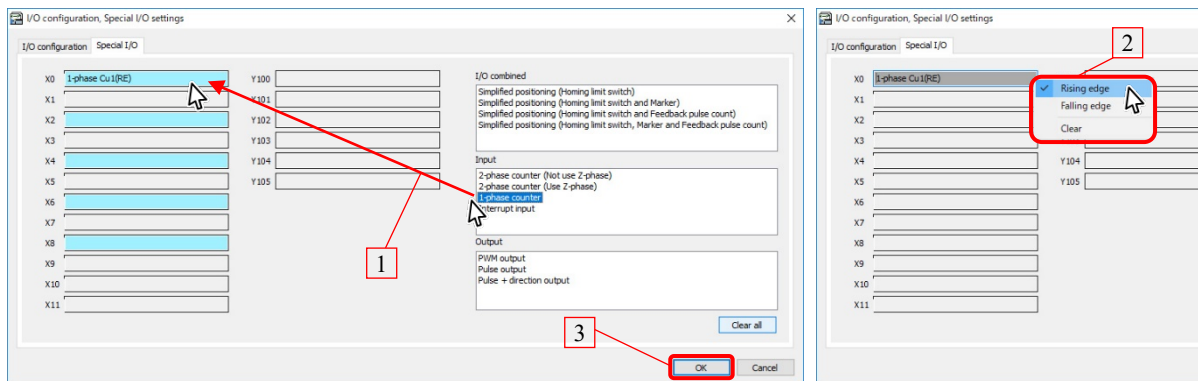 I/O configuration, Special I/O settings
I/O configuration Special I/O
X0 1-phase Cu1(RE)
X1
X2
X3
X4
X5
X6
X7
X8
X9
X10
X11
Y100
Y101
Y102
Y103
Y104
Y105
I/O combined
Simplified positioning (Homing limit switch)
Simplified positioning (Homing limit switch and Marker)
Simplified positioning (Homing limit switch and Feedback pulse count)
Simplified positioning (Homing limit switch, Marker and Feedback pulse count)
Input
2-phase counter (Not use Z-phase)
2-phase counter (Use Z-phase)
1-phase counter
Interrupt input
Output
PWM output
Pulse output
Pulse + direction output
Clear all
OK Cancel
1
3
I/O configuration, Special I/O settings
I/O configuration Special I/O
2
X0 1-phase Cu1(RE)
X1
X2
X3
X4
X5
X6
X7
X8
X9
X10
X11
Rising edge
Falling edge
Clear
Y104
Y105